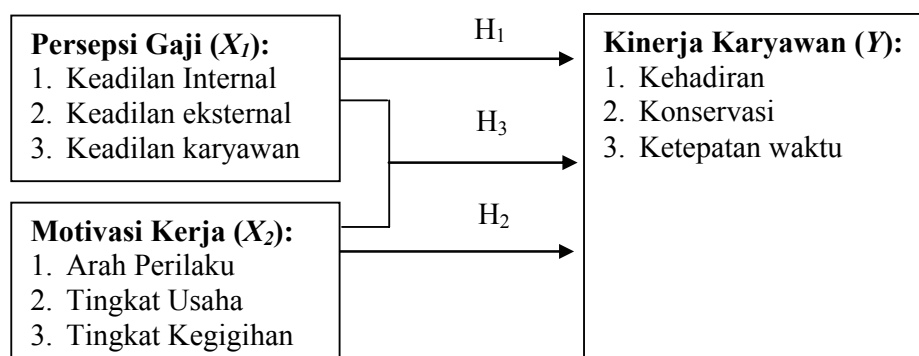 Persepsi Gaji (X1):
1. Keadilan Internal
2. Keadilan eksternal
3. Keadilan karyawan
Motivasi Kerja (X2):
1. Arah Perilaku
2. Tingkat Usaha
3. Tingkat Kegigihan
H1
H3
H2
Kinerja Karyawan (Y):
1. Kehadiran
2. Konservasi
3. Ketepatan waktu